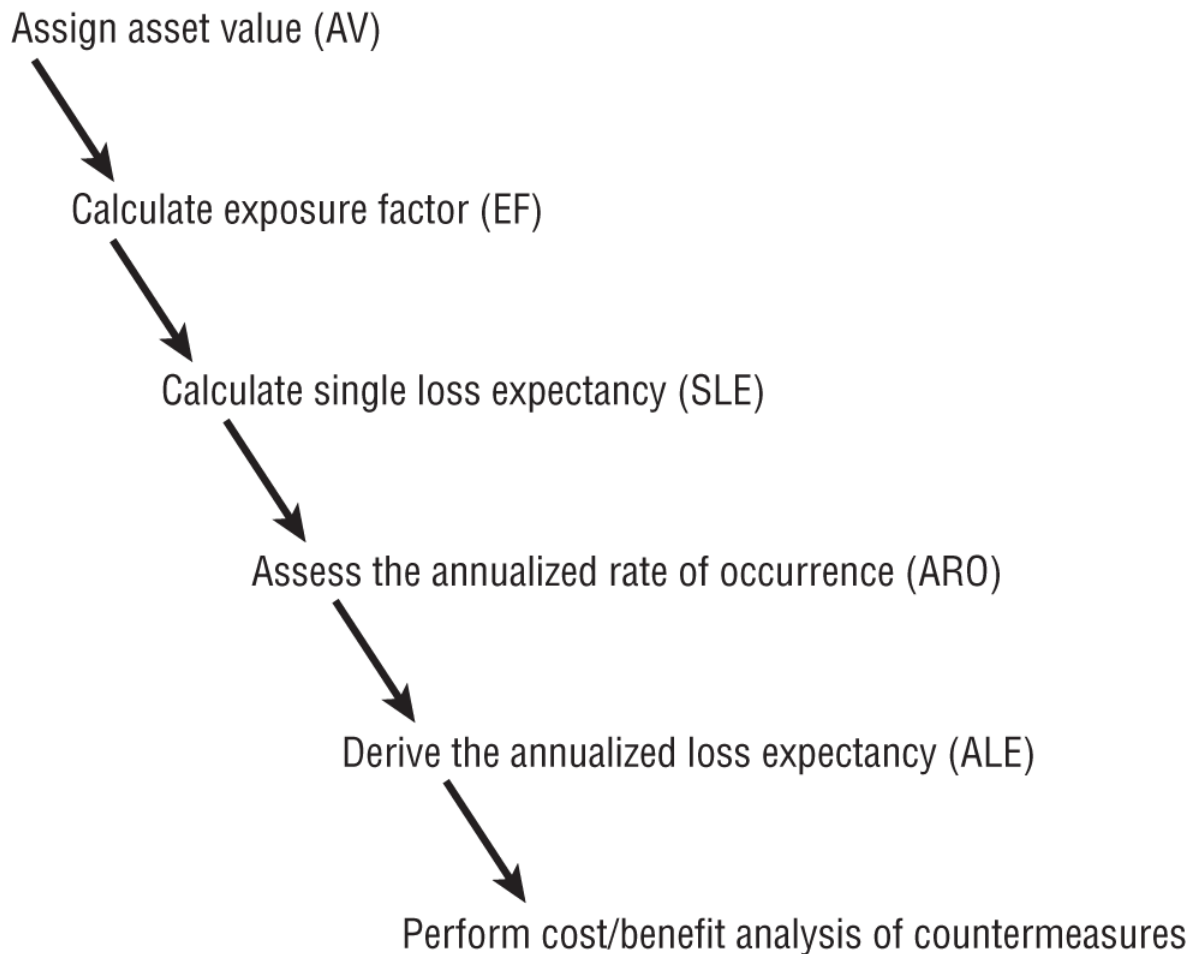 Assign asset value (AV)
Calculate exposure factor (EF)
Calculate single loss expectancy (SLE)
Assess the annualized rate of occurrence (ARO)
Derive the annualized loss expectancy (ALE)
Perform cost/benefit analysis of countermeasures